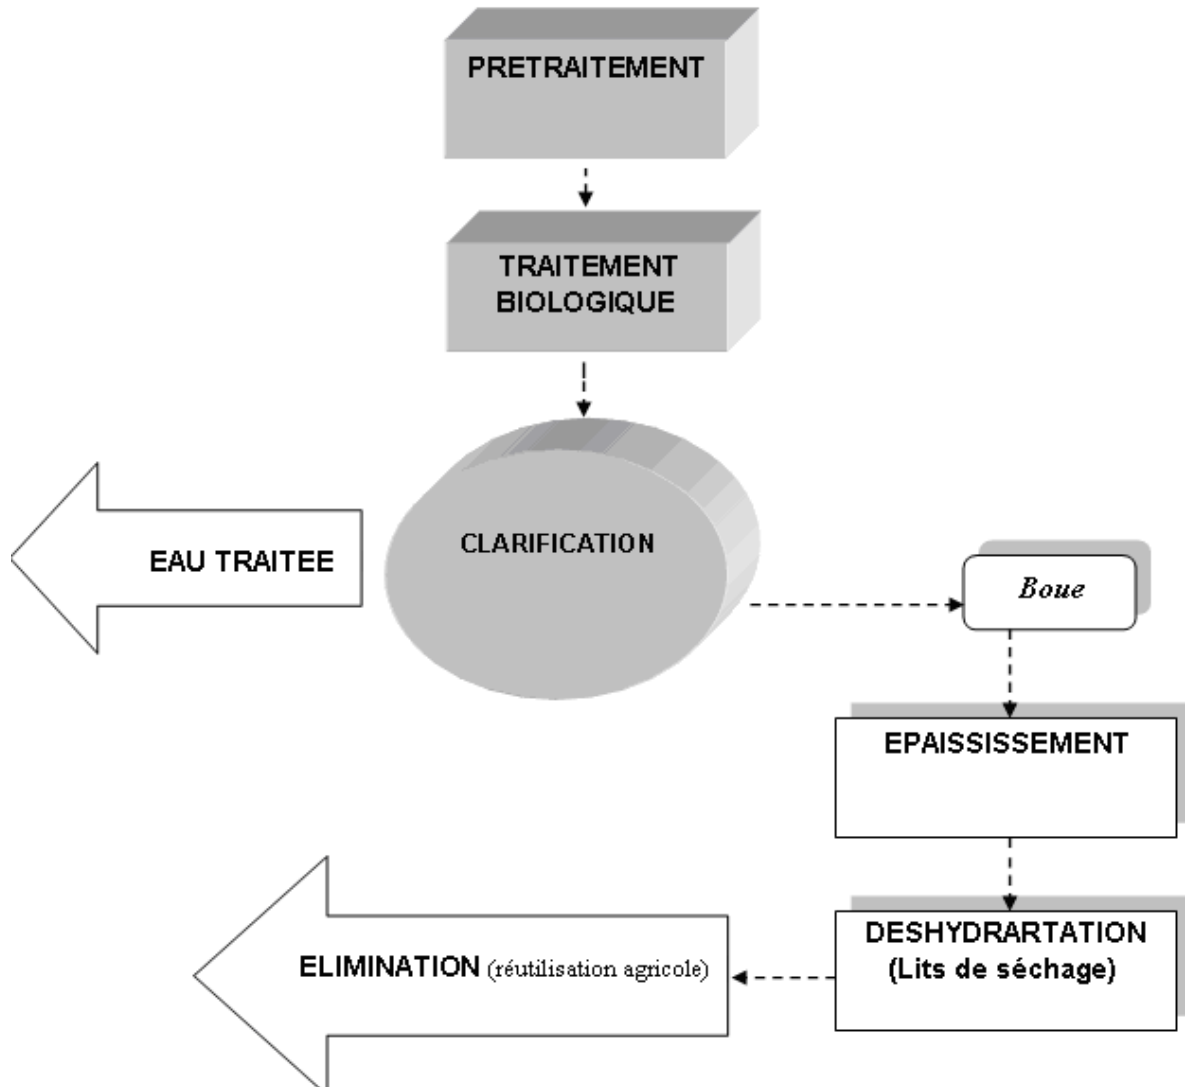 PRETRAITEMENT
TRAITEMENT
BIOLOGIQUE
CLARIFICATION
EAU TRAITEE
Boue
EPAISSISSEMENT
DESHYDRARTATION
(Lits de séchage)
ELIMINATION (réutilisation agricole)